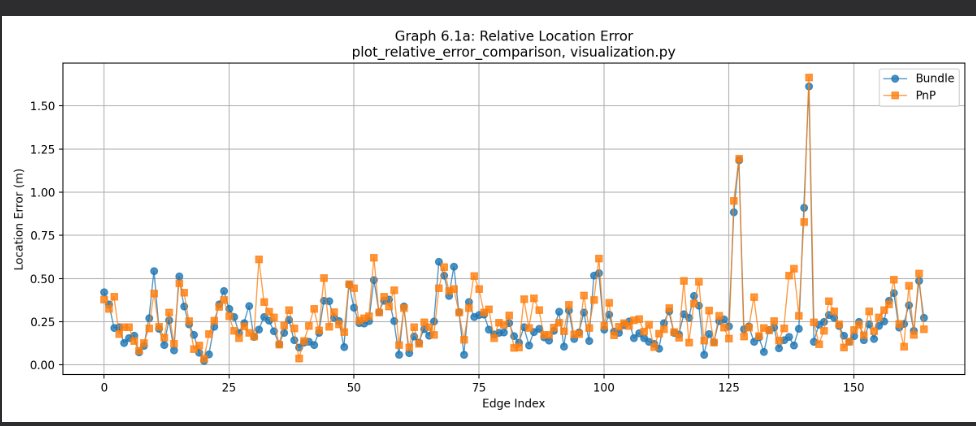 Graph 6.1a: Relative Location Error
plot_relative_error_comparison, visualization.py
Bundle
PnP
1.50
1.25
1.00
0.75
0.50
0.25
0.00
Location Error (m)
0 25 50 75 100 125 150
Edge Index